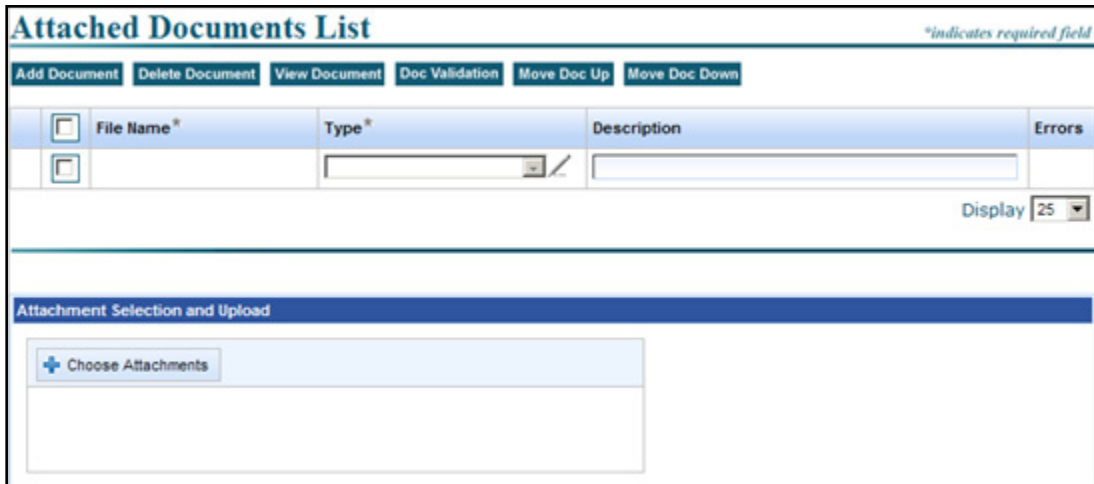 Attached Documents List
*indicates required field
Add Document Delete Document View Document Doc Validation Move Doc Up Move Doc Down
File Name* Type* Description Errors
Display 25
Attachment Selection and Upload
Choose Attachments